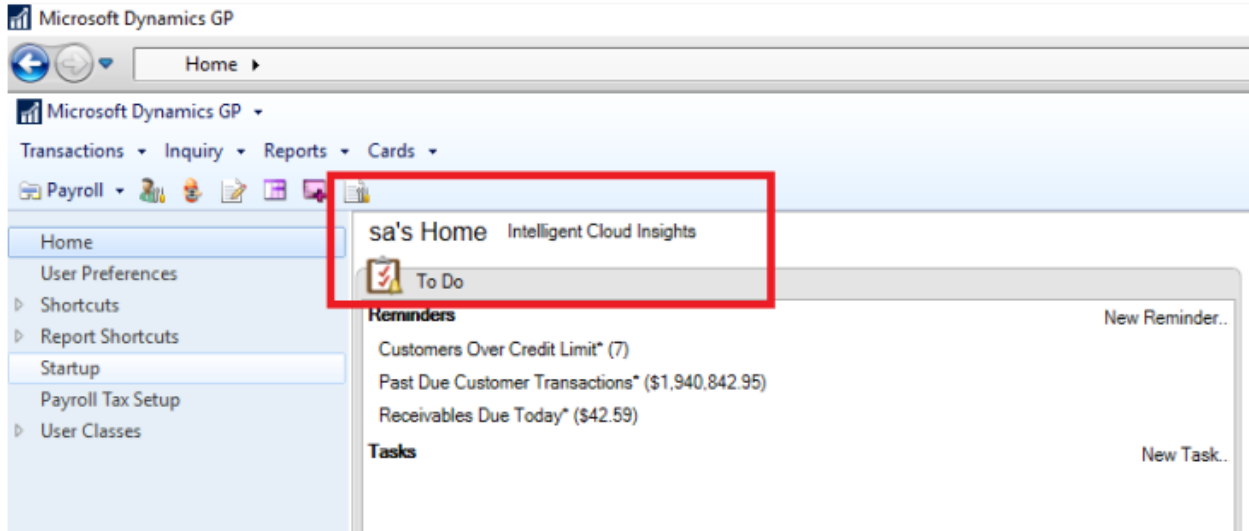 Microsoft Dynamics GP
Home
Microsoft Dynamics GP
Transactions Inquiry Reports Cards
Payroll
sa's Home Intelligent Cloud Insights
Home
User Preferences
Shortcuts
Report Shortcuts
Startup
Payroll Tax Setup
User Classes
To Do
Reminders New Reminder..
Customers Over Credit Limit* (7)
Past Due Customer Transactions* ($1,940,842.95)
Receivables Due Today* ($42.59)
Tasks New Task..